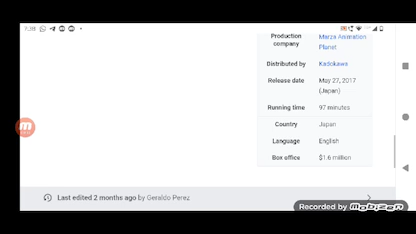 7:30
Production company
Marza Animation Planet
Distributed by Kadokawa
Release date May 27, 2017 (Japan)
Running time 97 minutes
Country Japan
Language English
Box office $1.6 million
Last edited 2 months ago by Geraldo Perez
Recorded by MOBIZEN